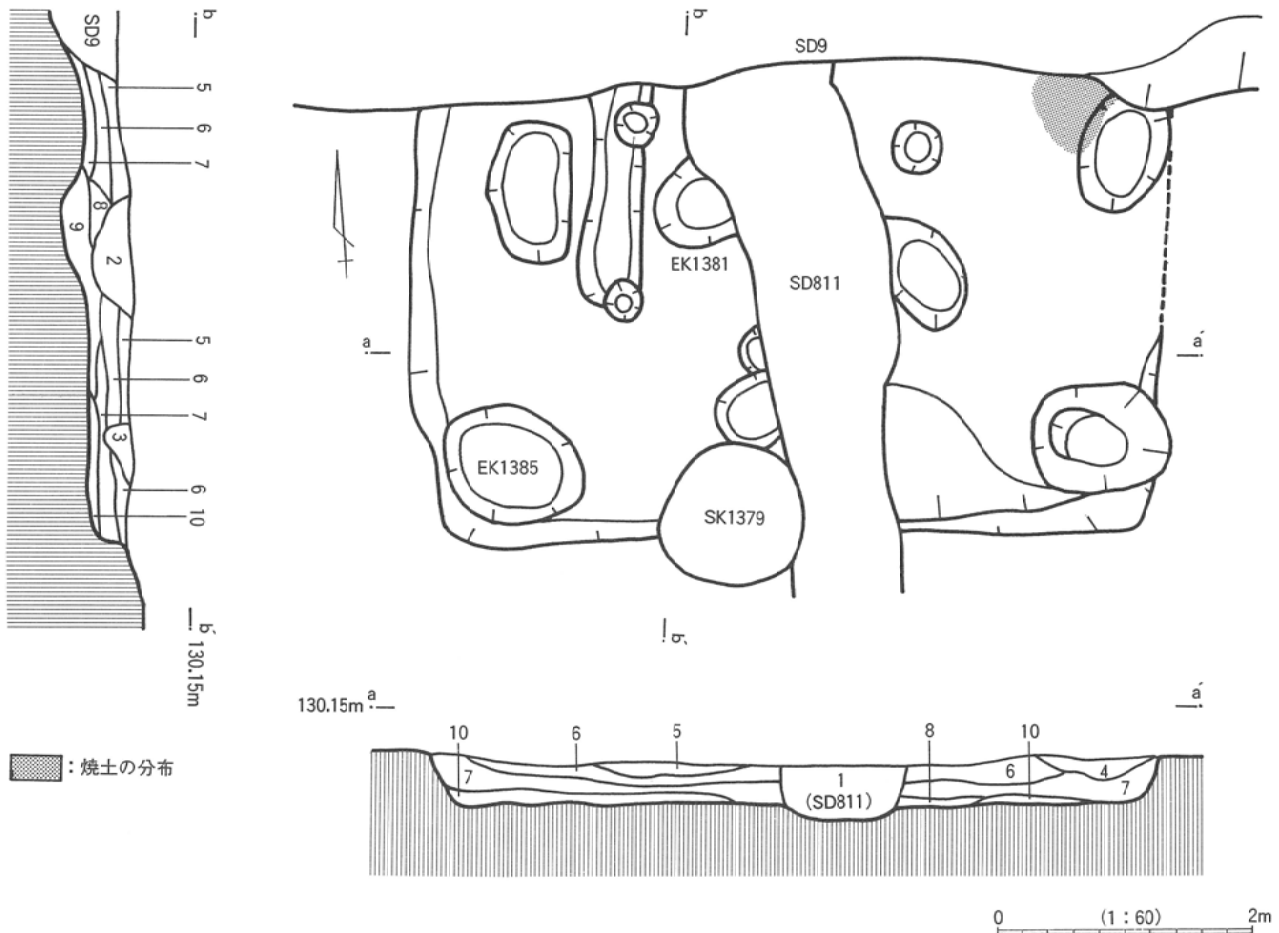 b
SD9
5
6
7
8
9
2
5
6
7
3
6
10
b′
130.15m
b′
SD9
EK1381
SD811
a
a′
EK1385
SK1379
b′
130.15m a
a′
10
6
5
8
10
1
(SD811)
6
4
7
7
：焼土の分布
0 (1：60) 2m